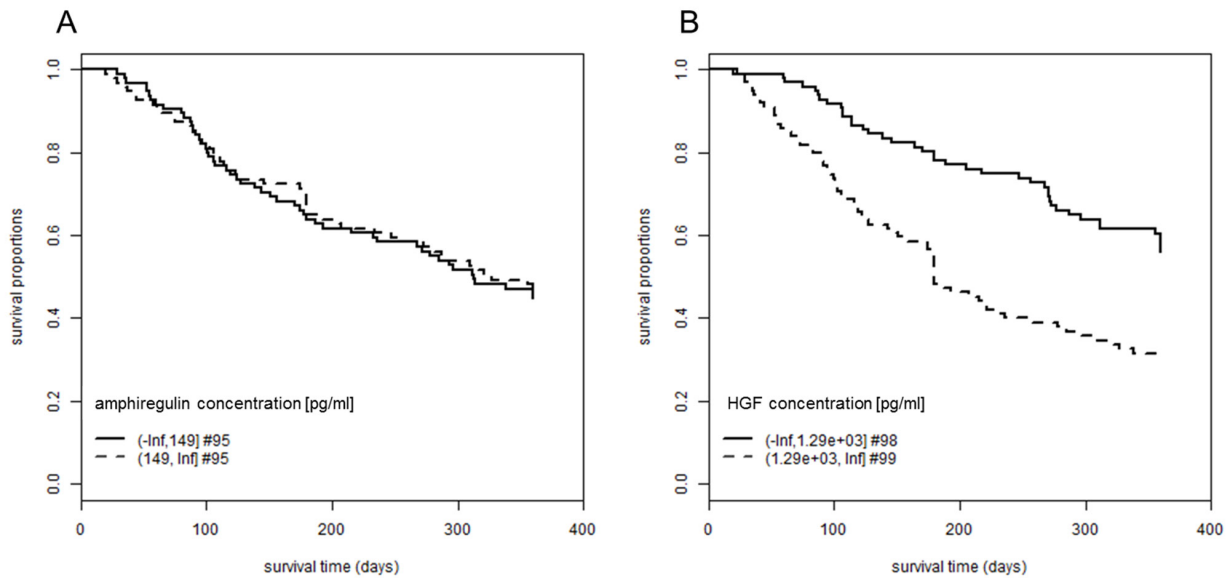 A
survival proportions
1.0
0.8
0.6
0.4
0.2
0.0
amphiregulin concentration [pg/ml]
(-Inf,149] #95
(149, Inf] #95
0 100 200 300 400
survival time (days)
B
survival proportions
1.0
0.8
0.6
0.4
0.2
0.0
HGF concentration [pg/ml]
(-Inf,1.29e+03] #98
(1.29e+03, Inf] #99
0 100 200 300 400
survival time (days)